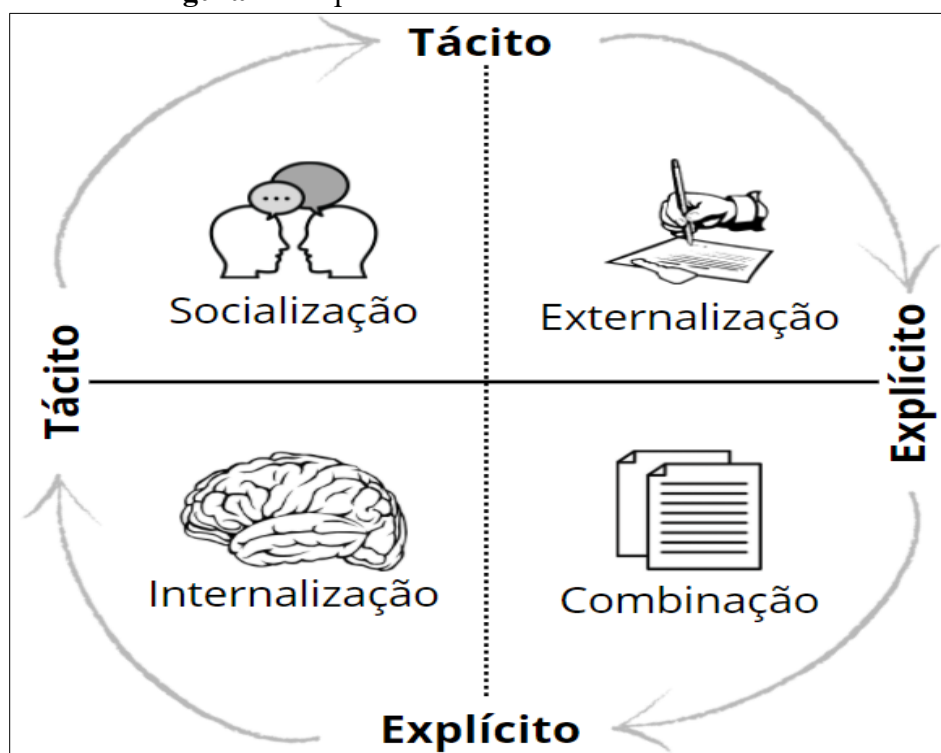 Tácito
Socialização
Externalização
Tácito
Explícito
Internalização
Combinação
Explícito